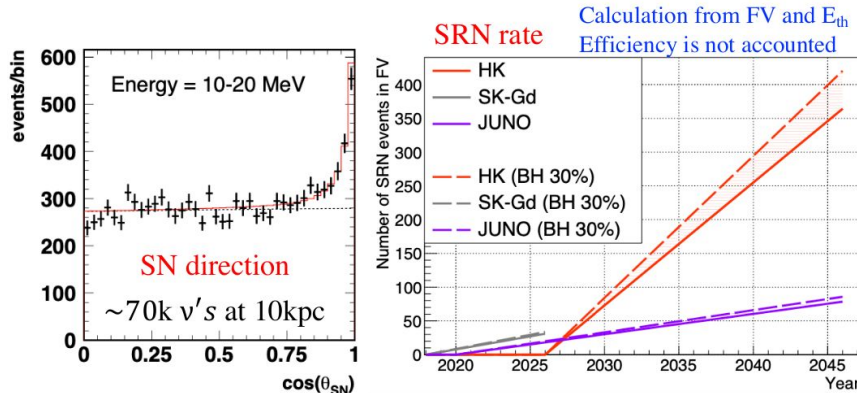 Calculation from FV and E_th
Efficiency is not accounted
SRN rate
events/bin
600
500
400
300
200
100
0
Energy = 10-20 MeV
SN direction
~70k ν's at 10kpc
0 0.25 0.5 0.75 1
cos(θ_SN)
Number of SRN events in FV
400
350
300
250
200
150
100
50
0
HK
SK-Gd
JUNO
HK (BH 30%)
SK-Gd (BH 30%)
JUNO (BH 30%)
2020 2025 2030 2035 2040 2045
Year